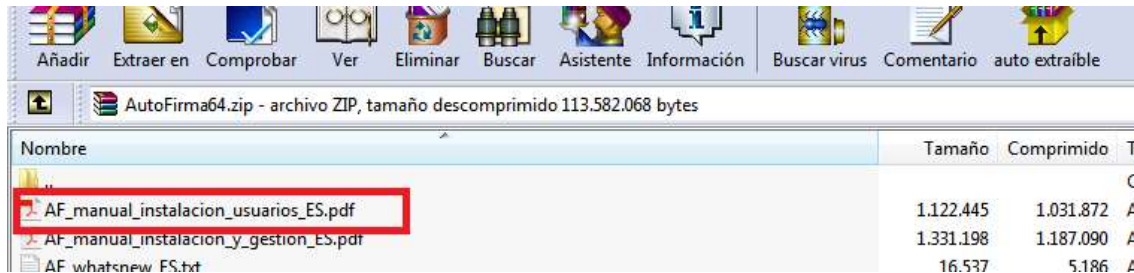 Añadir Extraer en Comprobar Ver Eliminar Buscar Asistente Información Buscar virus Comentario auto extraíble
AutoFirma64.zip - archivo ZIP, tamaño descomprimido 113.582.068 bytes
Nombre Tamaño Comprimido T
..
AF_manual_instalacion_usuarios_ES.pdf 1.122.445 1.031.872 A
AF_manual_instalacion_y_gestion_ES.pdf 1.331.198 1.187.090 A
AF_whatsnew_ES.txt 16.537 5.186 A